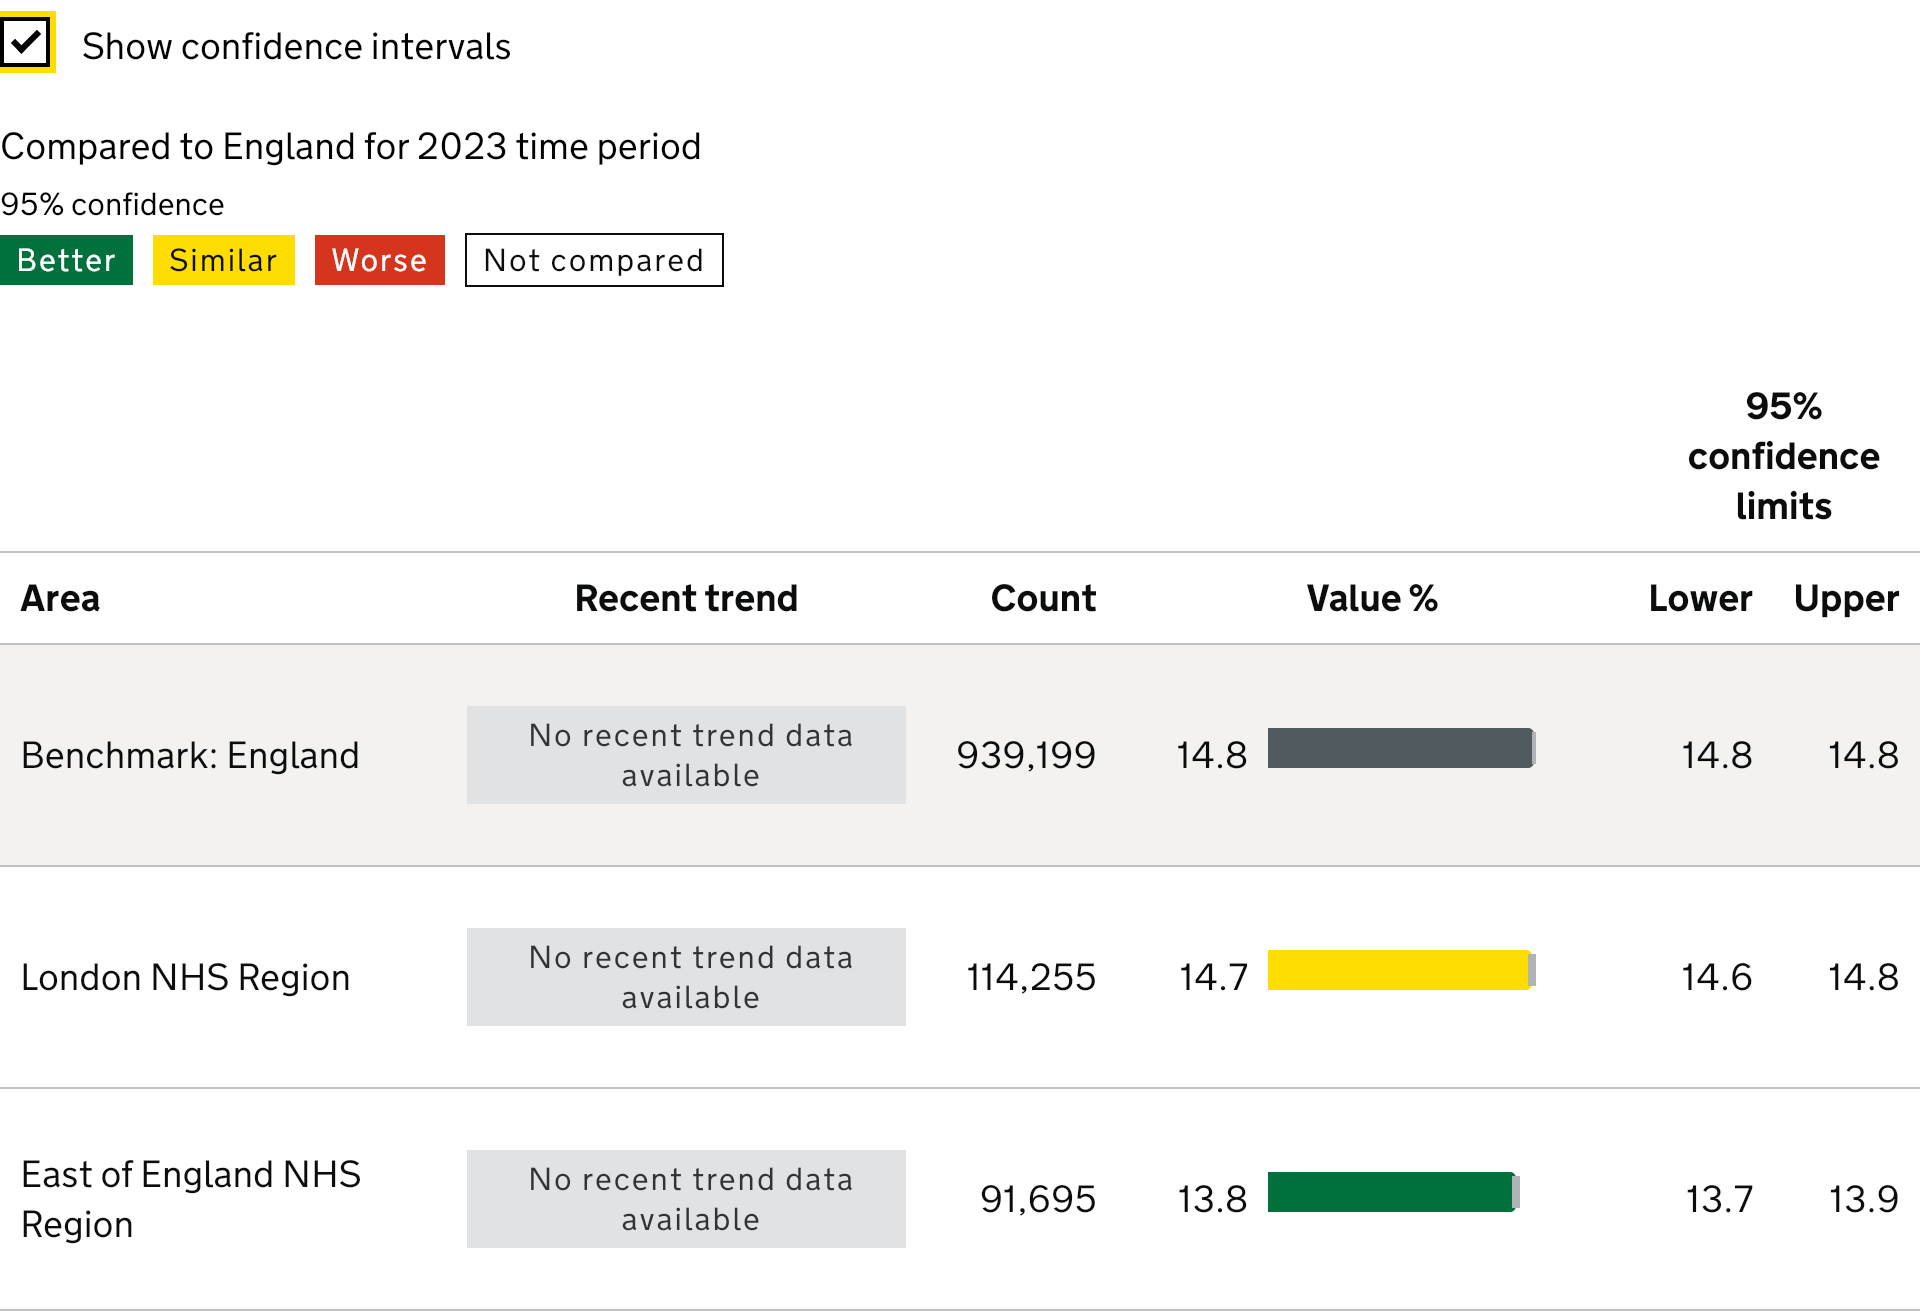 Show confidence intervals
Compared to England for 2023 time period
95% confidence
Better Similar Worse Not compared
95%
confidence
limits
Area Recent trend Count Value % Lower Upper
Benchmark: England No recent trend data available 939,199 14.8 14.8 14.8
London NHS Region No recent trend data available 114,255 14.7 14.6 14.8
East of England NHS Region No recent trend data available 91,695 13.8 13.7 13.9